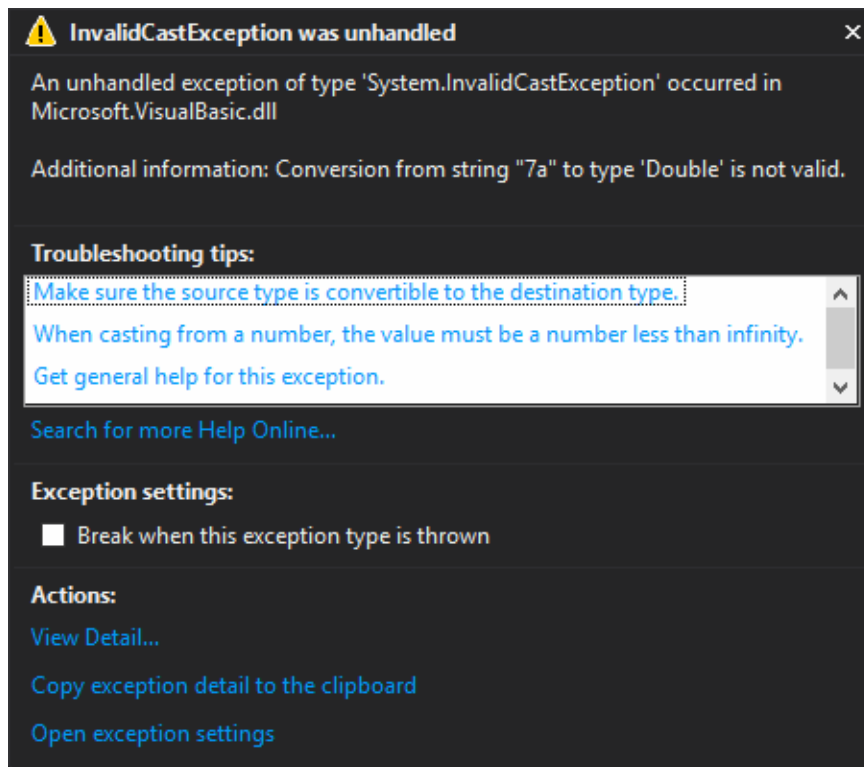 InvalidCastException was unhandled
An unhandled exception of type 'System.InvalidCastException' occurred in
Microsoft.VisualBasic.dll
Additional information: Conversion from string "7a" to type 'Double' is not valid.
Troubleshooting tips:
Make sure the source type is convertible to the destination type.
When casting from a number, the value must be a number less than infinity.
Get general help for this exception.
Search for more Help Online...
Exception settings:
Break when this exception type is thrown
Actions:
View Detail...
Copy exception detail to the clipboard
Open exception settings